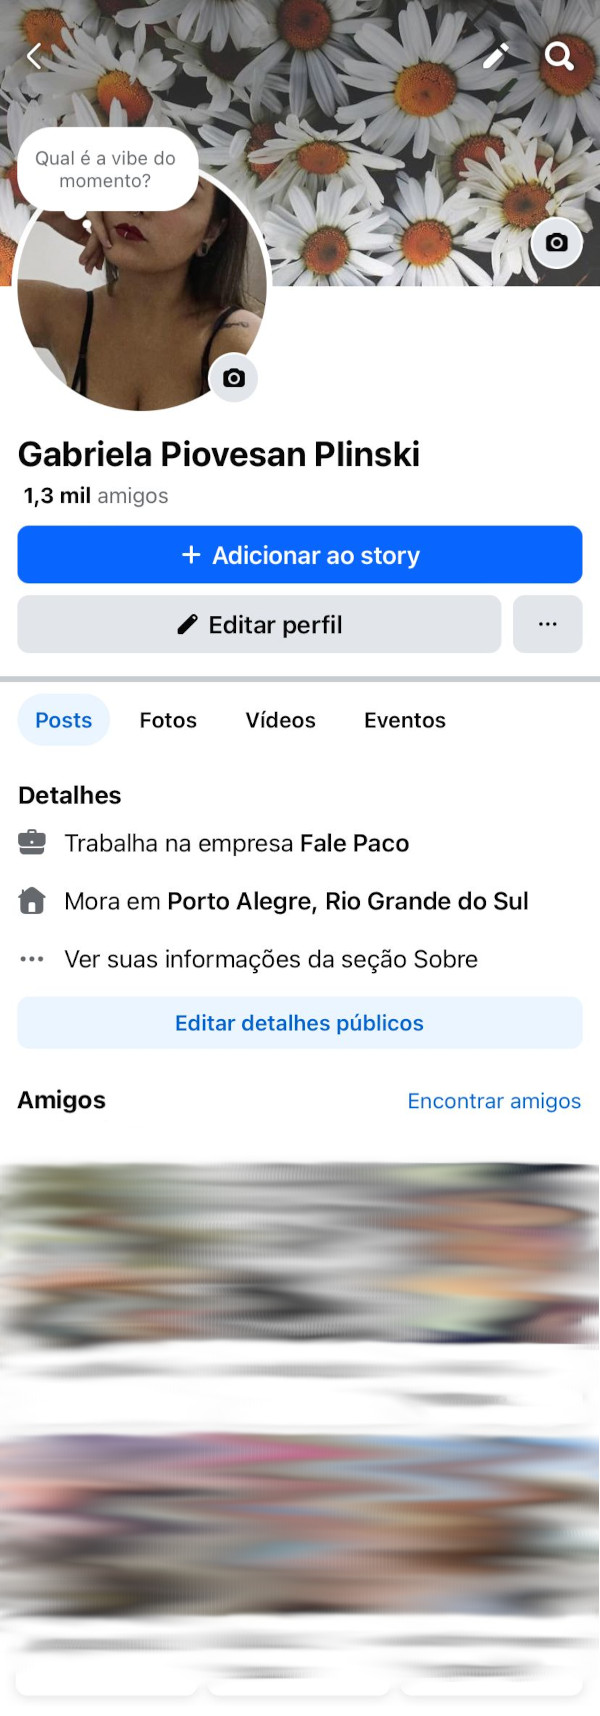 Qual é a vibe do
momento?
Gabriela Piovesan Plinski
1,3 mil amigos
+ Adicionar ao story
Editar perfil
Posts Fotos Vídeos Eventos
Detalhes
Trabalha na empresa Fale Paco
Mora em Porto Alegre, Rio Grande do Sul
Ver suas informações da seção Sobre
Editar detalhes públicos
Amigos Encontrar amigos